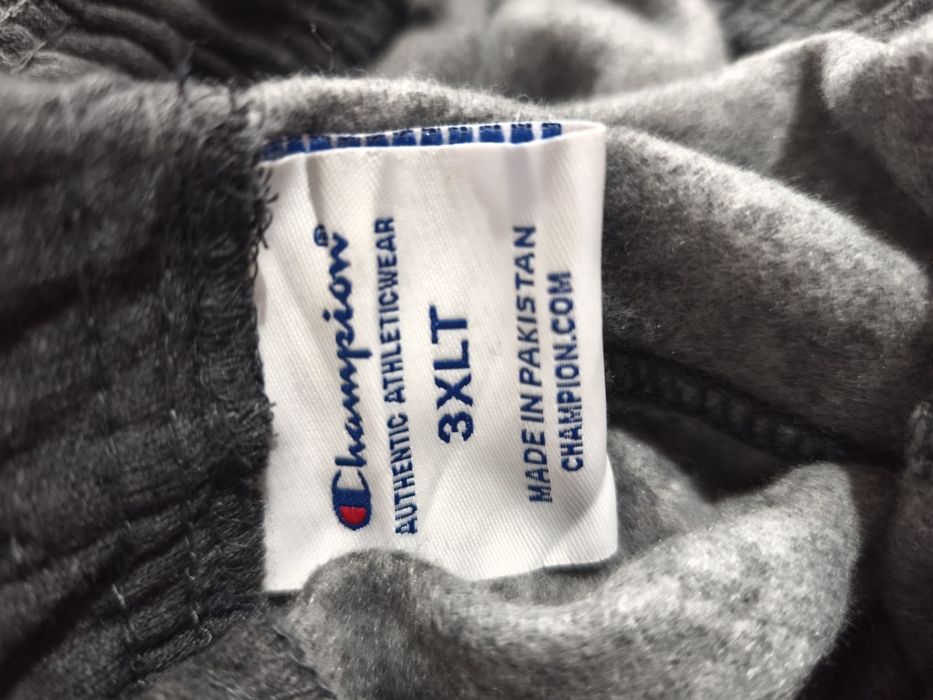 Champion®
AUTHENTIC ATHLETICWEAR
3XLT
MADE IN PAKISTAN
CHAMPION.COM